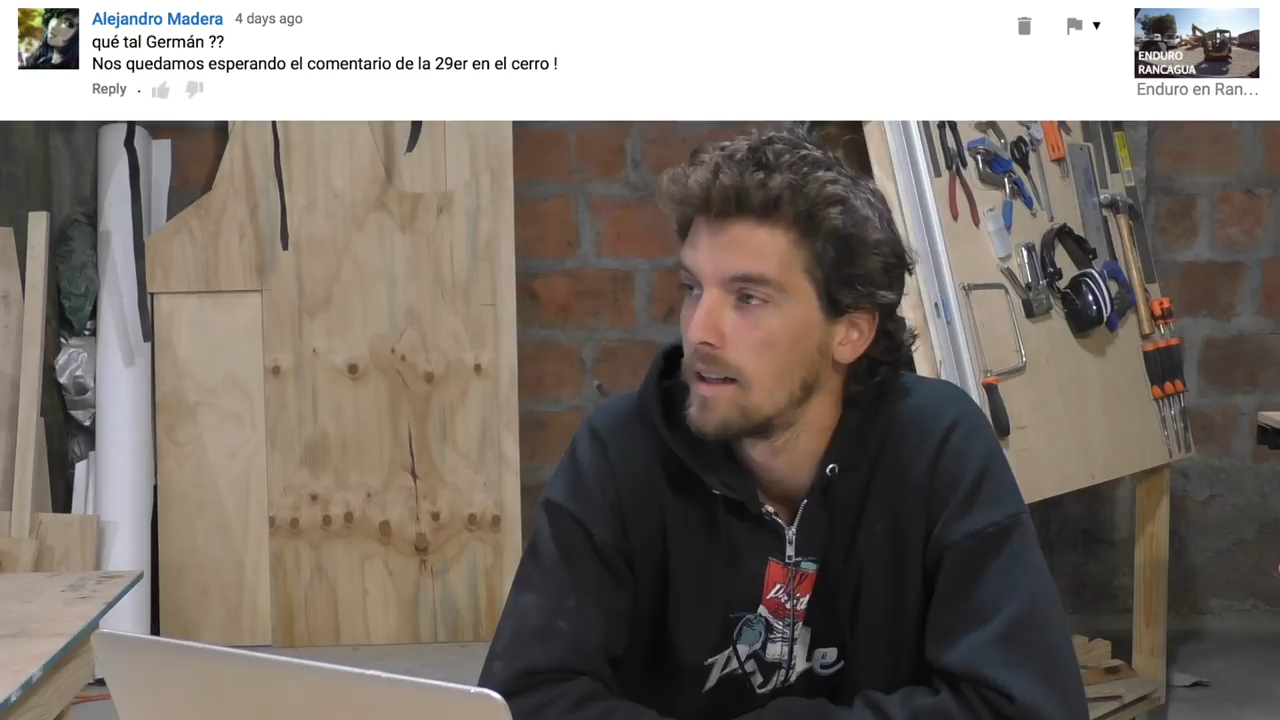 Alejandro Madera 4 days ago
qué tal Germán ??
Nos quedamos esperando el comentario de la 29er en el cerro !
Reply .
ENDURO
RANCAGUA
Enduro en Ran...